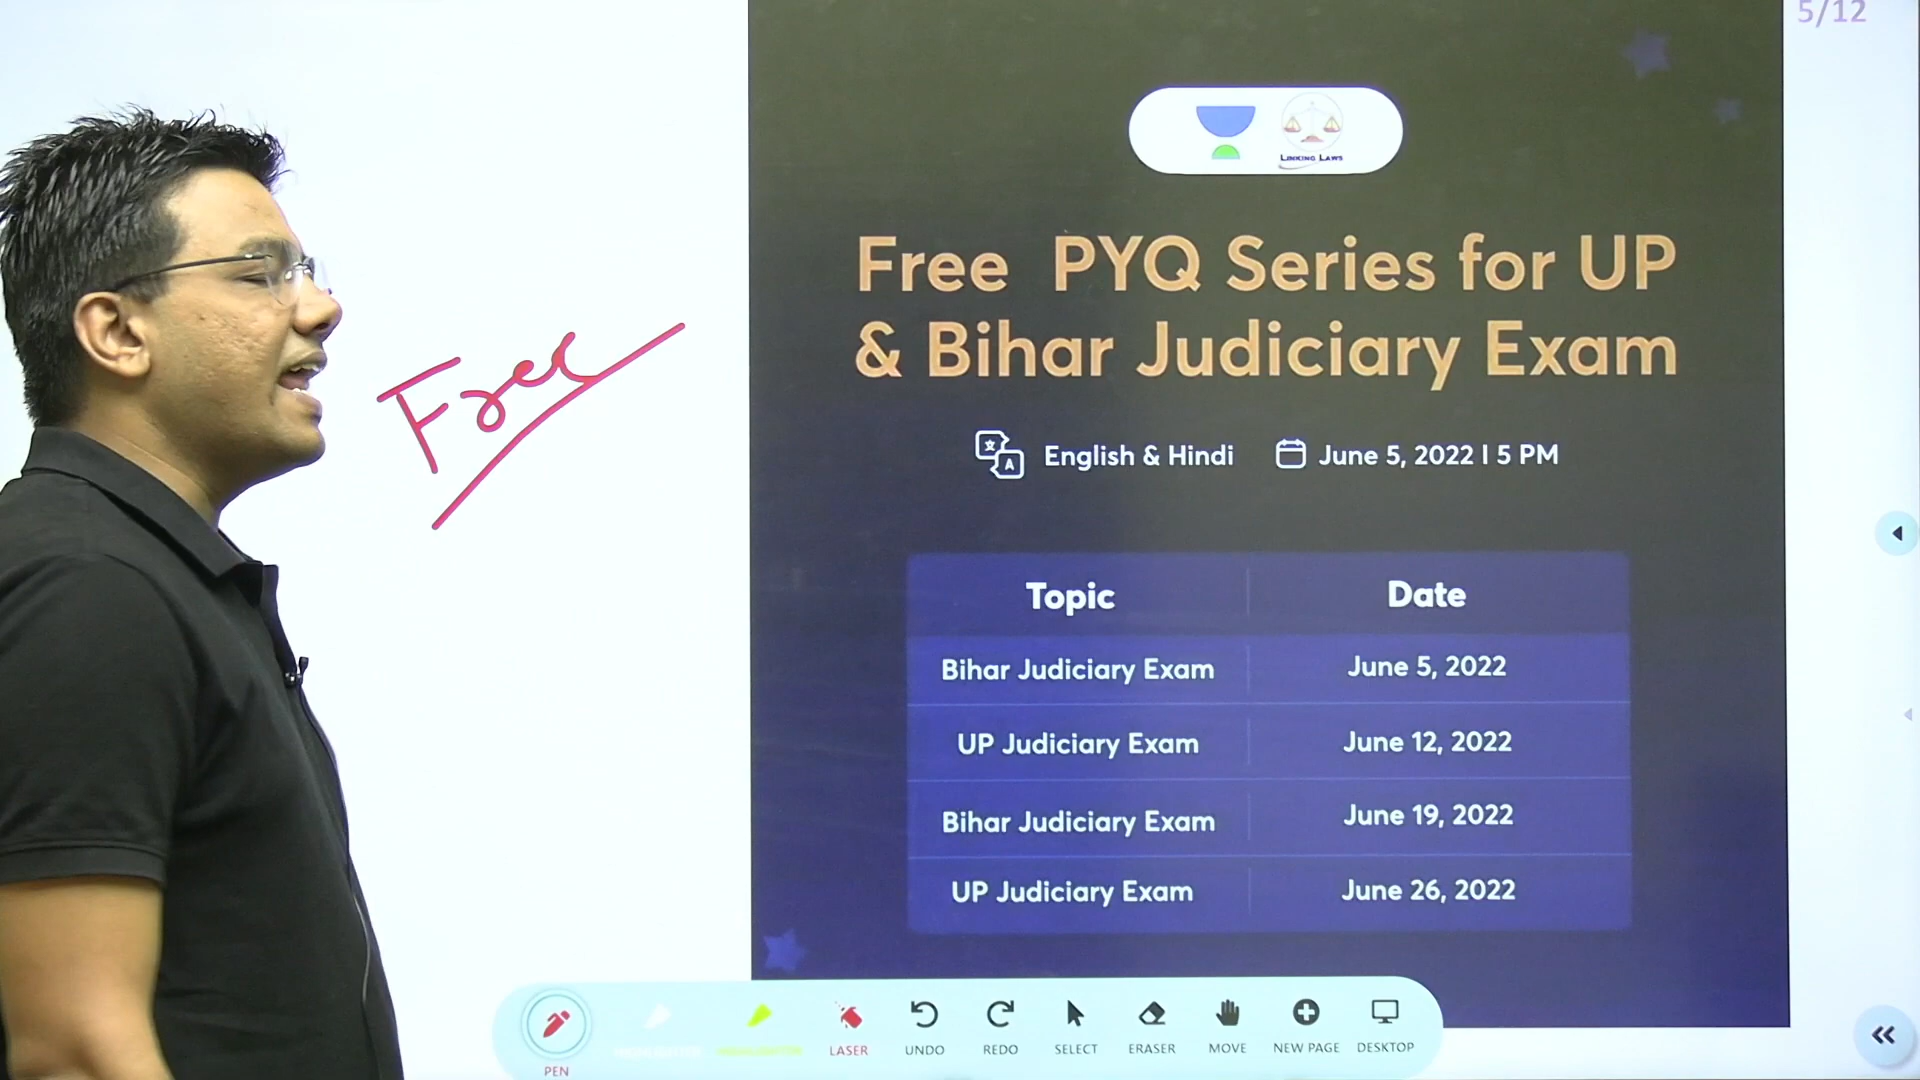 5/12
LINKING LAWS
Free PYQ Series for UP
& Bihar Judiciary Exam
English & Hindi
June 5, 2022 I 5 PM
Free
Topic Date
Bihar Judiciary Exam June 5, 2022
UP Judiciary Exam June 12, 2022
Bihar Judiciary Exam June 19, 2022
UP Judiciary Exam June 26, 2022
PEN
HIGHLIGHTER
LASER
UNDO
REDO
SELECT
ERASER
MOVE
NEW PAGE
DESKTOP